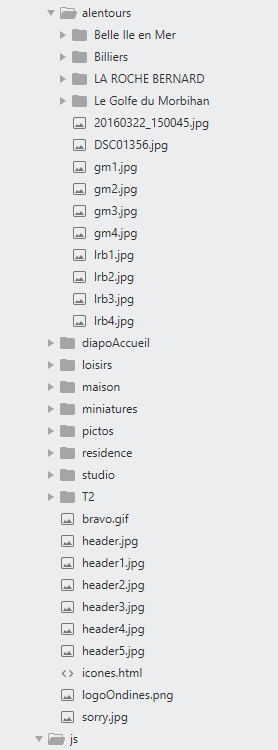 alentours
Belle Ile en Mer
Billiers
LA ROCHE BERNARD
Le Golfe du Morbihan
20160322_150045.jpg
DSC01356.jpg
gm1.jpg
gm2.jpg
gm3.jpg
gm4.jpg
lrb1.jpg
lrb2.jpg
lrb3.jpg
lrb4.jpg
diapoAccueil
loisirs
maison
miniatures
pictos
residence
studio
T2
bravo.gif
header.jpg
header1.jpg
header2.jpg
header3.jpg
header4.jpg
header5.jpg
icones.html
logoOndines.png
sorry.jpg
js